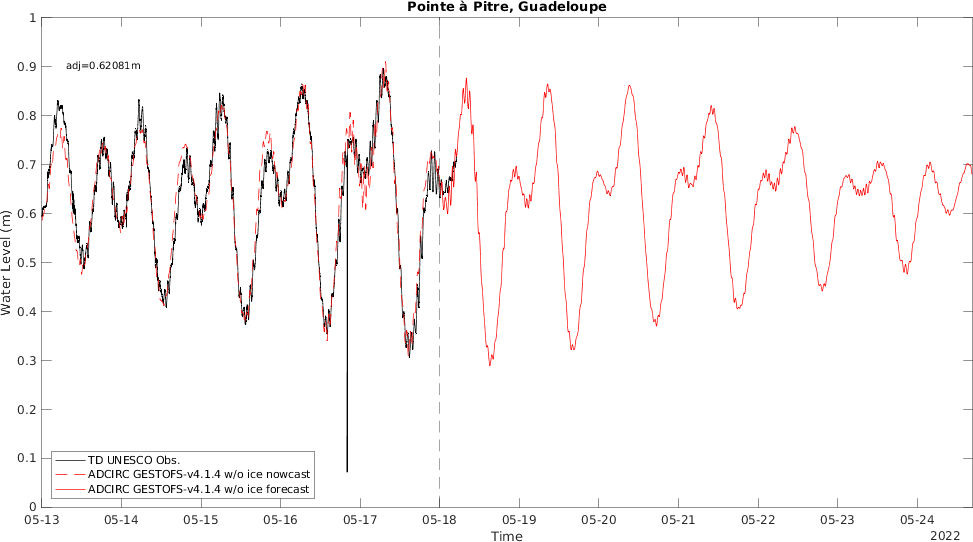 Pointe à Pitre, Guadeloupe
1
0.9
0.8
0.7
0.6
0.5
0.4
0.3
0.2
0.1
0
Water Level (m)
adj=0.62081m
TD UNESCO Obs.
ADCIRC GESTOFS-v4.1.4 w/o ice nowcast
ADCIRC GESTOFS-v4.1.4 w/o ice forecast
05-13 05-14 05-15 05-16 05-17 05-18 05-19 05-20 05-21 05-22 05-23 05-24
2022
Time